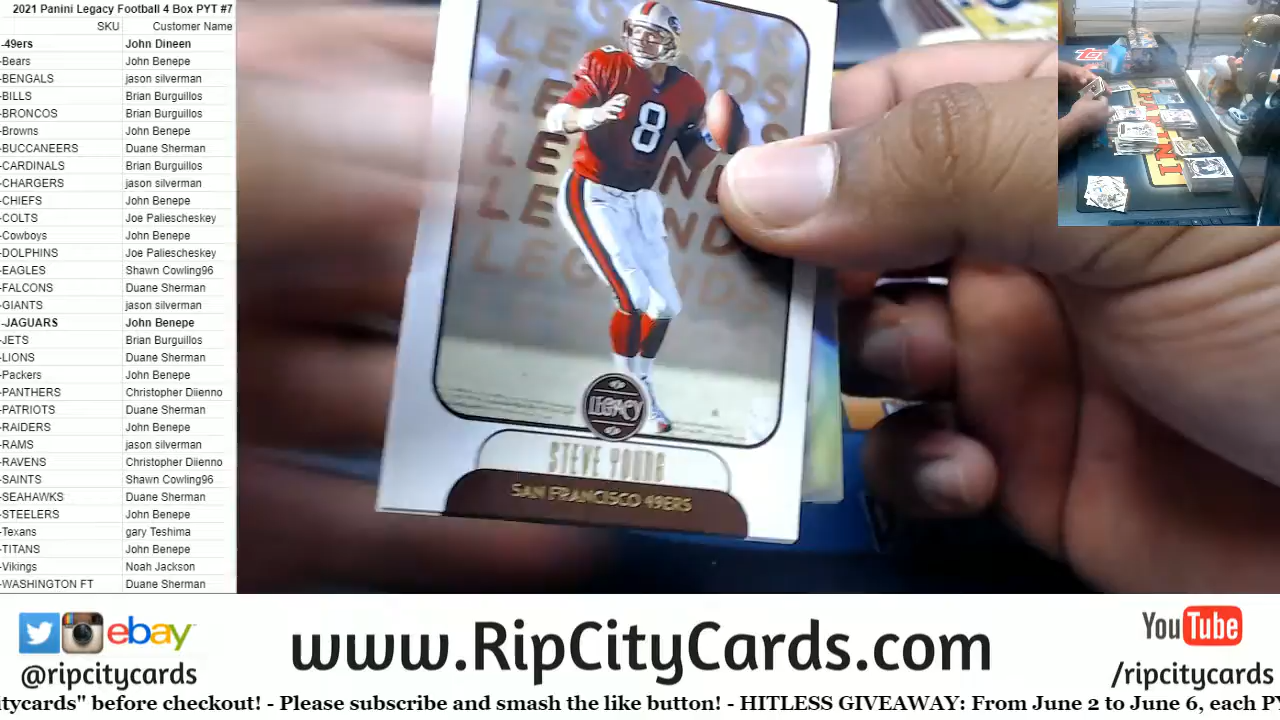 2021 Panini Legacy Football 4 Box PYT #7
SKU Customer Name
-49ers John Dineen
-Bears John Benepe
-BENGALS jason silverman
-BILLS Brian Burguillos
-BRONCOS Brian Burguillos
-Browns John Benepe
-BUCCANEERS Duane Sherman
-CARDINALS Brian Burguillos
-CHARGERS jason silverman
-CHIEFS John Benepe
-COLTS Joe Paliescheskey
-Cowboys John Benepe
-DOLPHINS Joe Paliescheskey
-EAGLES Shawn Cowling96
-FALCONS Duane Sherman
-GIANTS jason silverman
-JAGUARS John Benepe
-JETS Brian Burguillos
-LIONS Duane Sherman
-Packers John Benepe
-PANTHERS Christopher Diienno
-PATRIOTS Duane Sherman
-RAIDERS John Benepe
-RAMS jason silverman
-RAVENS Christopher Diienno
-SAINTS Shawn Cowling96
-SEAHAWKS Duane Sherman
-STEELERS John Benepe
-Texans gary Teshima
-TITANS John Benepe
-Vikings Noah Jackson
-WASHINGTON FT Duane Sherman
LEGENDS
LEGENDS
LEGENDS
LEGENDS
LEGENDS
LEGENDS
8
8
LEGACY
STEVE YOUNG
SAN FRANCISCO 49ERS
PANINI
ebay
@ripcitycards
www.RipCityCards.com
YouTube
/ripcitycards
itycards" before checkout! - Please subscribe and smash the like button! - HITLESS GIVEAWAY: From June 2 to June 6, each P